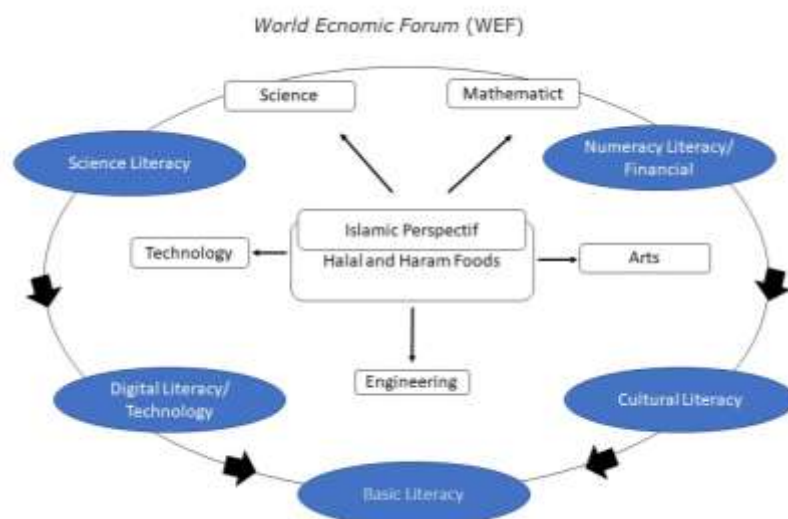 World Ecnomic Forum (WEF)
Science
Mathematict
Science Literacy
Numeracy Literacy/
Financial
Islamic Perspectif
Halal and Haram Foods
Technology
Arts
Engineering
Digital Literacy/
Technology
Cultural Literacy
Basic Literacy